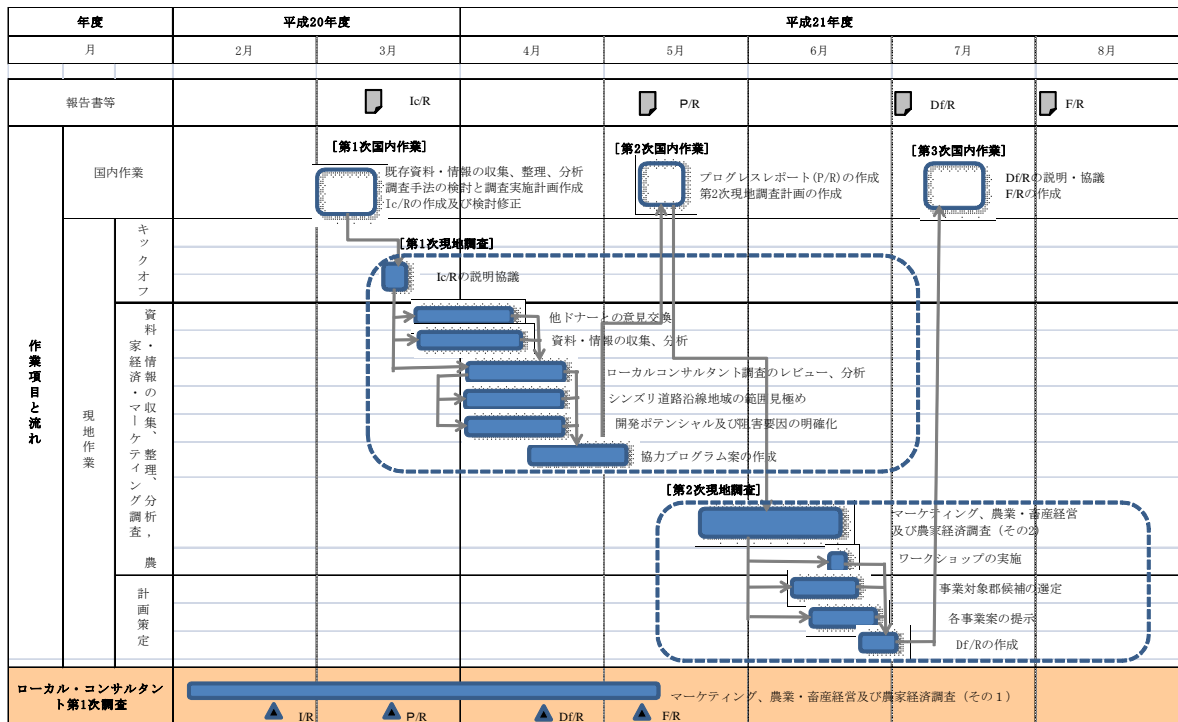 年度
平成20年度
平成21年度
月
2月
3月
4月
5月
6月
7月
8月
報告書等
Ic/R
P/R
Df/R
F/R
作業項目と流れ
国内作業
[第1次国内作業]
既存資料・情報の収集、整理、分析
調査手法の検討と調査実施計画作成
Ic/Rの作成及び検討修正
[第2次国内作業]
プログレスレポート(P/R)の作成
第2次現地調査計画の作成
[第3次国内作業]
Df/Rの説明・協議
F/Rの作成
現地作業
キックオフ
[第1次現地調査]
Ic/Rの説明協議
資料・情報の収集、整理、分析，農
家経済・マーケティング調査
他ドナーとの意見交換
資料・情報の収集、分析
ローカルコンサルタント調査のレビュー、分析
シンズリ道路沿線地域の範囲見極め
開発ポテンシャル及び阻害要因の明確化
協力プログラム案の作成
[第2次現地調査]
マーケティング、農業・畜産経営
及び農家経済調査（その2）
ワークショップの実施
計画策定
事業対象郡候補の選定
各事業案の提示
Df/Rの作成
ローカル・コンサルタン
ト第1次調査
マーケティング、農業・畜産経営及び農家経済調査（その１）
I/R
P/R
Df/R
F/R